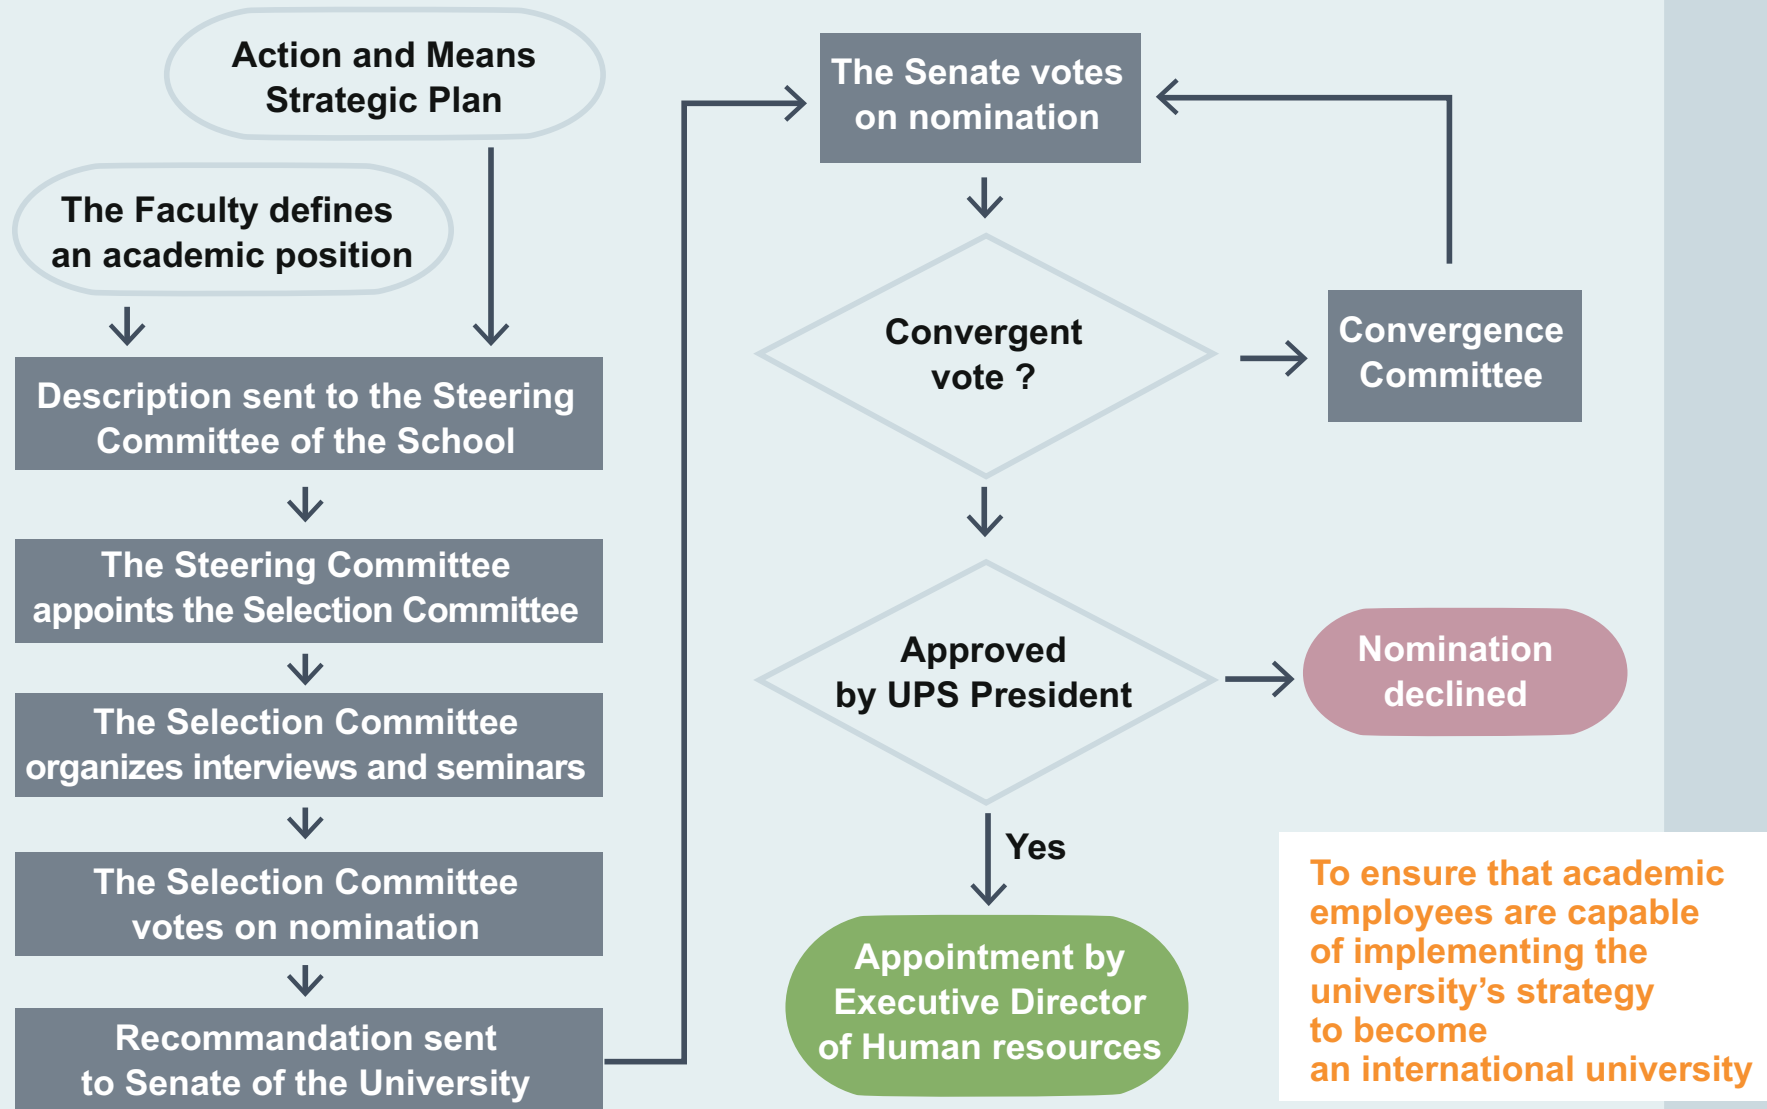 Action and Means
Strategic Plan
The Faculty defines
an academic position
Description sent to the Steering
Committee of the School
The Steering Committee
appoints the Selection Committee
The Selection Committee
organizes interviews and seminars
The Selection Committee
votes on nomination
Recommandation sent
to Senate of the University
The Senate votes
on nomination
Convergent
vote ?
Convergence
Committee
Approved
by UPS President
Nomination
declined
Yes
Appointment by
Executive Director
of Human resources
To ensure that academic
employees are capable
of implementing the
university’s strategy
to become
an international university